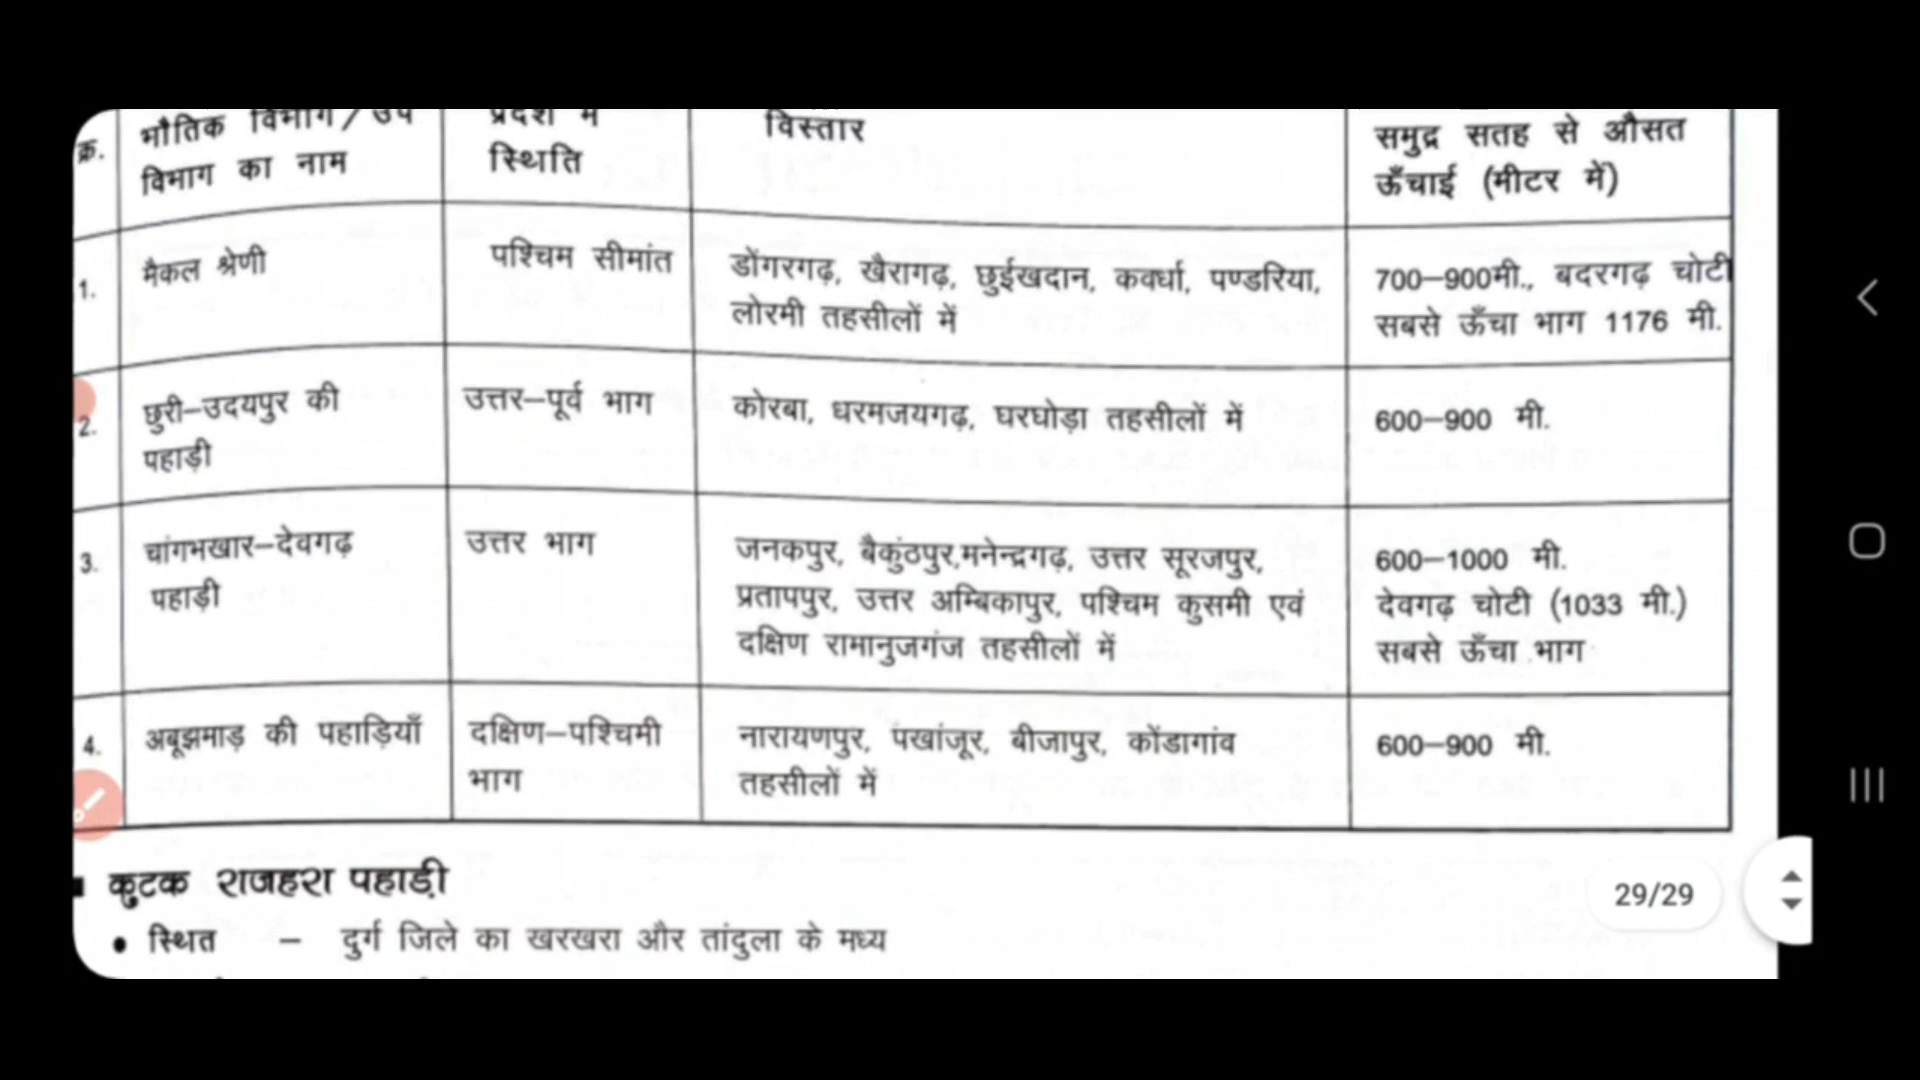 क्र.
भौतिक विभाग/उप
विभाग का नाम
प्रदेश में
स्थिति
विस्तार
समुद्र सतह से औसत
ऊँचाई (मीटर में)
1.
मैकल श्रेणी
पश्चिम सीमांत
डोंगरगढ़, खैरागढ़, छुईखदान, कवर्धा, पण्डरिया,
लोरमी तहसीलों में
700–900मी., बदरगढ़ चोटी
सबसे ऊँचा भाग 1176 मी.
2.
छुरी–उदयपुर की
पहाड़ी
उत्तर–पूर्व भाग
कोरबा, धरमजयगढ़, घरघोड़ा तहसीलों में
600–900 मी.
3.
चांगभखार–देवगढ़
पहाड़ी
उत्तर भाग
जनकपुर, बैकुंठपुर,मनेन्द्रगढ़, उत्तर सूरजपुर,
प्रतापपुर, उत्तर अम्बिकापुर, पश्चिम कुसमी एवं
दक्षिण रामानुजगंज तहसीलों में
600–1000 मी.
देवगढ़ चोटी (1033 मी.)
सबसे ऊँचा भाग
4.
अबूझमाड़ की पहाड़ियाँ
दक्षिण–पश्चिमी
भाग
नारायणपुर, पखांजूर, बीजापुर, कोंडागांव
तहसीलों में
600–900 मी.
कुटक राजहरा पहाड़ी
• स्थित – दुर्ग जिले का खरखरा और तांदुला के मध्य
29/29